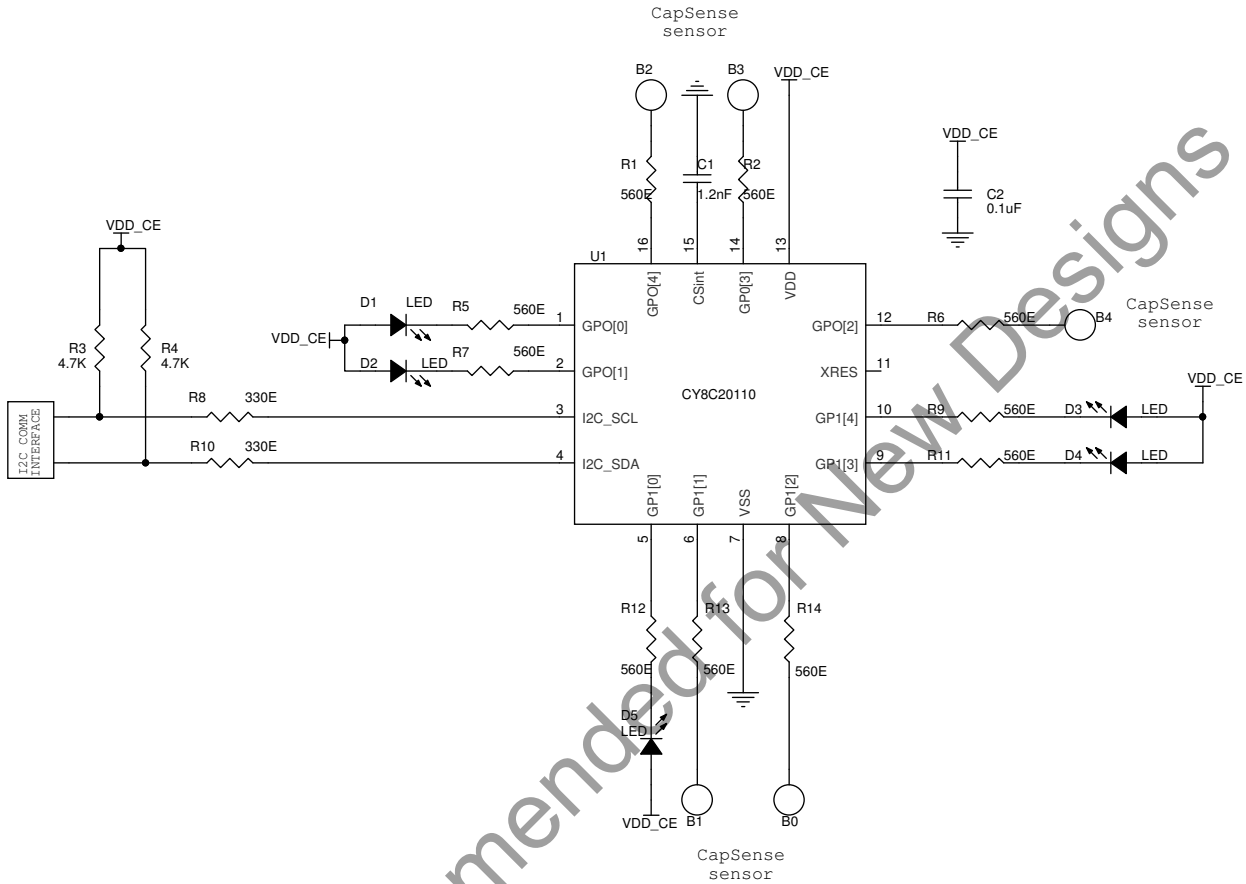 CapSense
sensor
B2
B3
VDD_CE
VDD_CE
R1
C1
R2
560E
1.2nF
560E
C2
0.1uF
VDD_CE
16
15
14
13
U1
GPO[4]
CSint
GP0[3]
VDD
D1
LED
R5
560E
1
GPO[0]
GPO[2]
12
R6
560E
B4
CapSense
sensor
VDD_CE
R3
4.7K
R4
4.7K
D2
LED
R7
560E
2
GPO[1]
XRES
11
CY8C20110
VDD_CE
R8
330E
3
I2C_SCL
GP1[4]
10
R9
560E
D3
LED
I2C COMM
INTERFACE
R10
330E
4
I2C_SDA
GP1[3]
9
R11
560E
D4
LED
GP1[0]
GP1[1]
VSS
GP1[2]
5
6
7
8
R12
R13
R14
560E
560E
560E
D5
LED
VDD_CE
B1
B0
CapSense
sensor
mended for New Designs